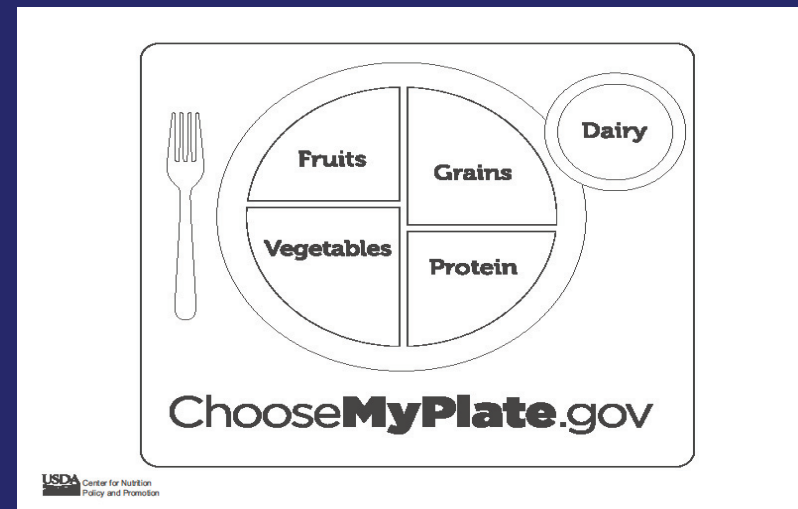 Dairy
Fruits
Grains
Vegetables
Protein
ChooseMyPlate.gov
USDA
Center for Nutrition
Policy and Promotion